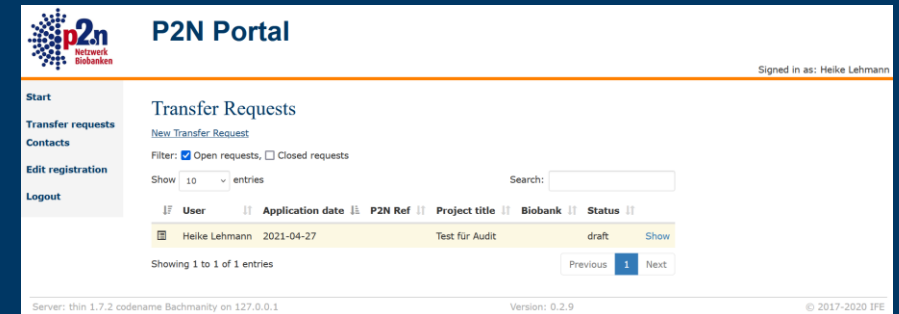 p2.n
Netzwerk
Biobanken
P2N Portal
Signed in as: Heike Lehmann
Start
Transfer requests
Contacts
Edit registration
Logout
Transfer Requests
New Transfer Request
Filter: Open requests, Closed requests
Show 10 entries Search:
User Application date P2N Ref Project title Biobank Status
Heike Lehmann 2021-04-27 Test für Audit draft Show
Showing 1 to 1 of 1 entries Previous 1 Next
Server: thin 1.7.2 codename Bachmanity on 127.0.0.1 Version: 0.2.9 © 2017-2020 IFE